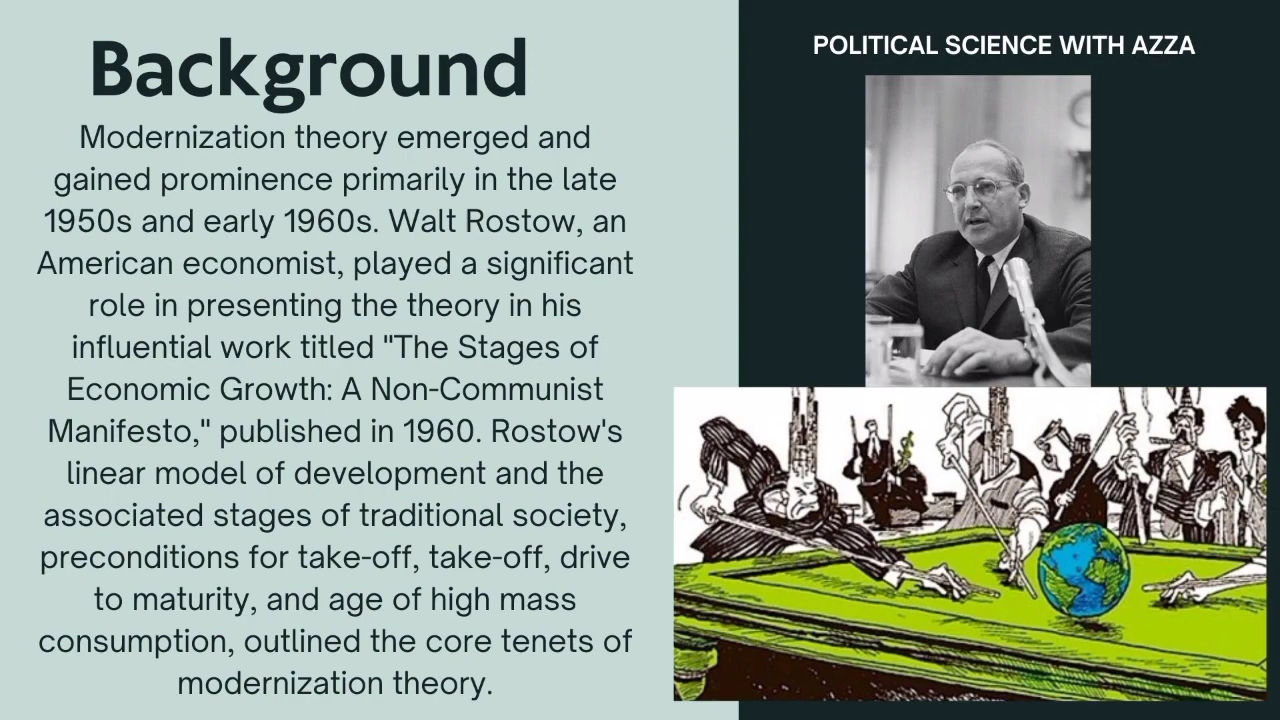 Background
Modernization theory emerged and
gained prominence primarily in the late
1950s and early 1960s. Walt Rostow, an
American economist, played a significant
role in presenting the theory in his
influential work titled "The Stages of
Economic Growth: A Non-Communist
Manifesto," published in 1960. Rostow's
linear model of development and the
associated stages of traditional society,
preconditions for take-off, take-off, drive
to maturity, and age of high mass
consumption, outlined the core tenets of
modernization theory.
POLITICAL SCIENCE WITH AZZA